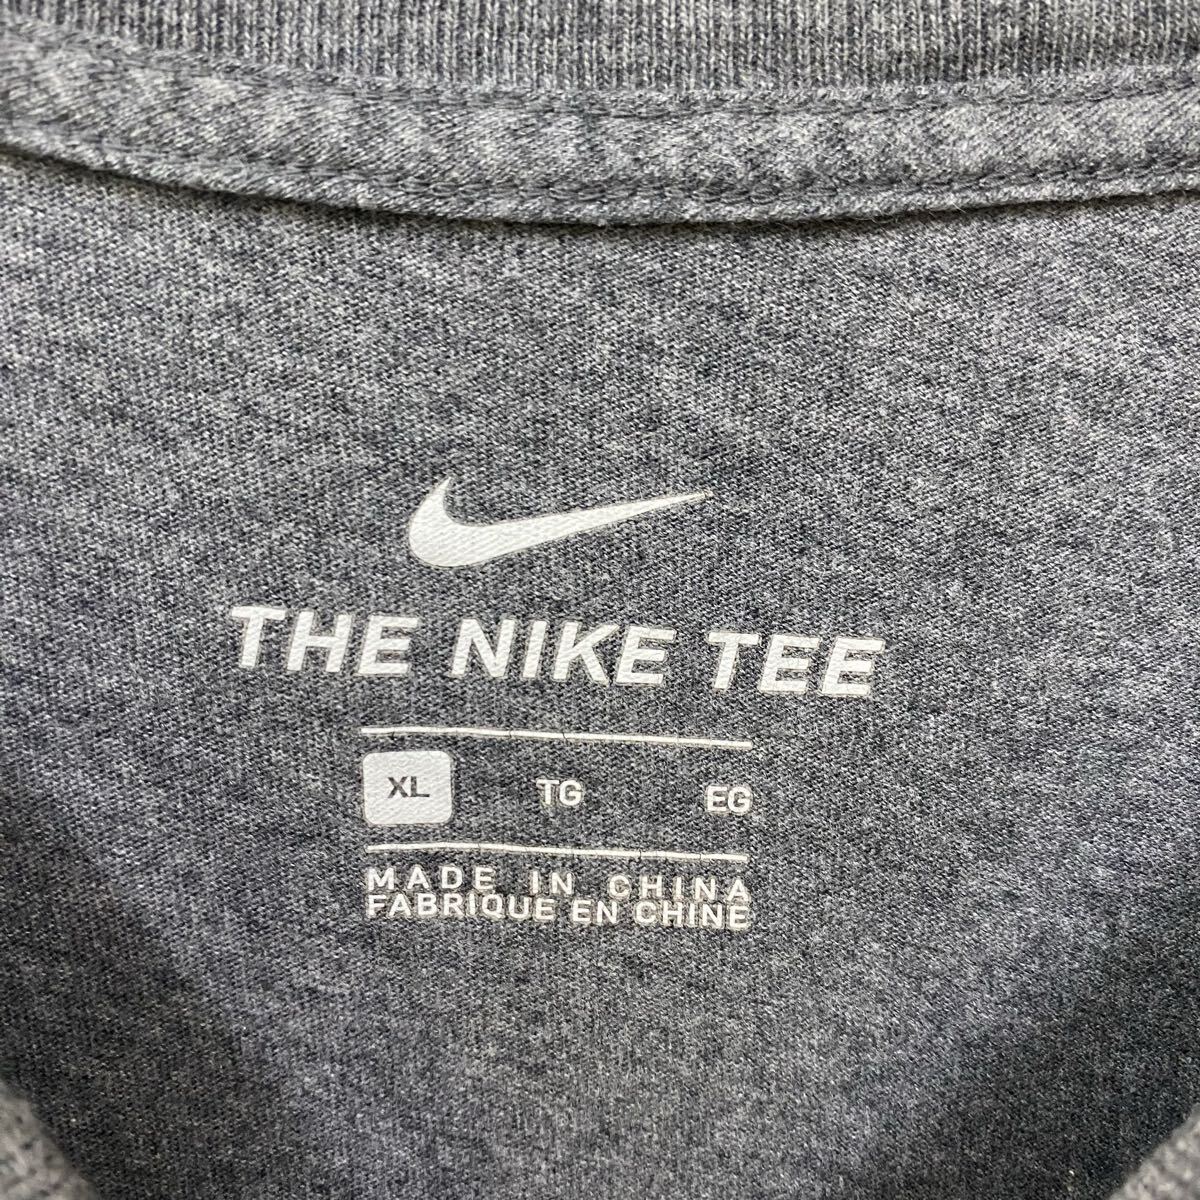 THE NIKE TEE
XL TG EG
MADE IN CHINA
FABRIQUE EN CHINE